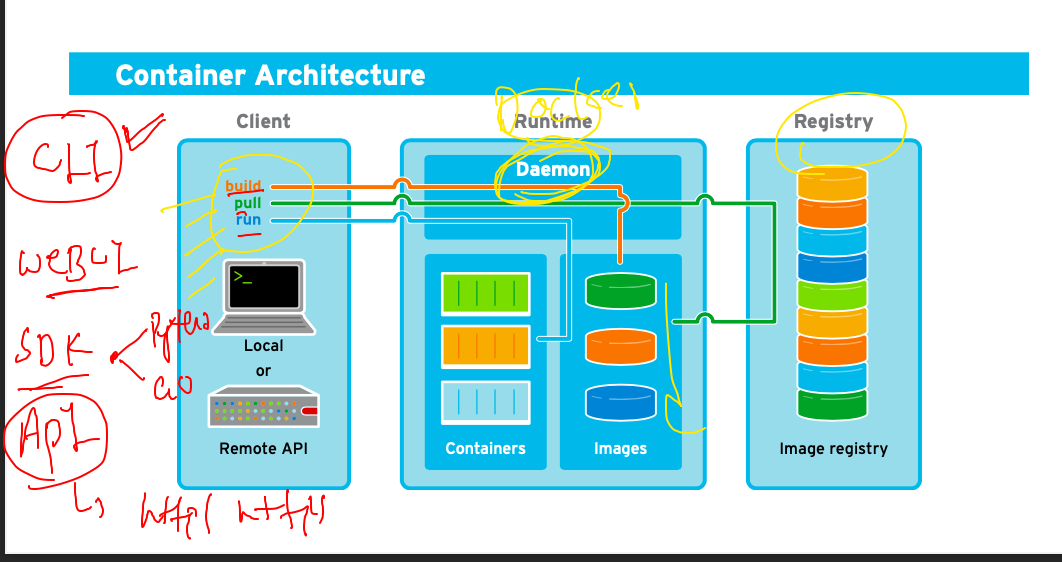 Container Architecture
Docker
Client
Runtime
Registry
CLI
Daemon
build
pull
run
WEBUI
>_
SDK
Python
GO
Local
or
API
Remote API
Containers
Images
Image registry
http/ https